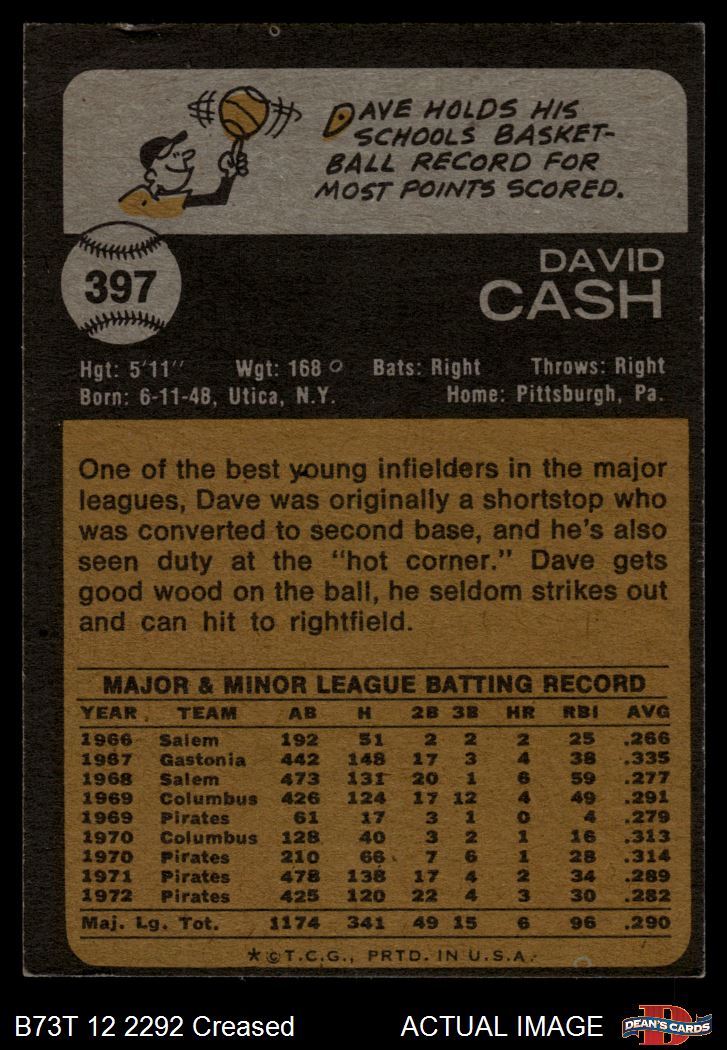 DAVE HOLDS HIS
SCHOOLS BASKET-
BALL RECORD FOR
MOST POINTS SCORED.
397
DAVID
CASH
Hgt: 5'11" Wgt: 168 Bats: Right Throws: Right
Born: 6-11-48, Utica, N.Y. Home: Pittsburgh, Pa.
One of the best young infielders in the major
leagues, Dave was originally a shortstop who
was converted to second base, and he's also
seen duty at the "hot corner." Dave gets
good wood on the ball, he seldom strikes out
and can hit to rightfield.
MAJOR & MINOR LEAGUE BATTING RECORD
YEAR TEAM AB H 2B 3B HR RBI AVG
1966 Salem 192 51 2 2 2 25 .266
1967 Gastonia 442 148 17 3 4 38 .335
1968 Salem 473 131 20 1 6 59 .277
1969 Columbus 426 124 17 12 4 49 .291
1969 Pirates 61 17 3 1 0 4 .279
1970 Columbus 128 40 3 2 1 16 .313
1970 Pirates 210 66 7 6 1 28 .314
1971 Pirates 478 138 17 4 2 34 .289
1972 Pirates 425 120 22 4 3 30 .282
Maj. Lg. Tot. 1174 341 49 15 6 96 .290
*©T.C.G., PRTD. IN U.S.A.
B73T 12 2292 Creased ACTUAL IMAGE
D
DEAN'S CARDS